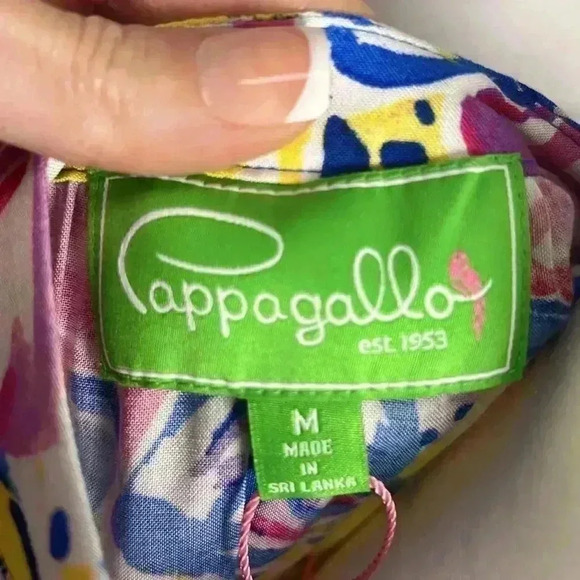 Pappagallo
est. 1953
M
MADE
IN
SRI LANKA